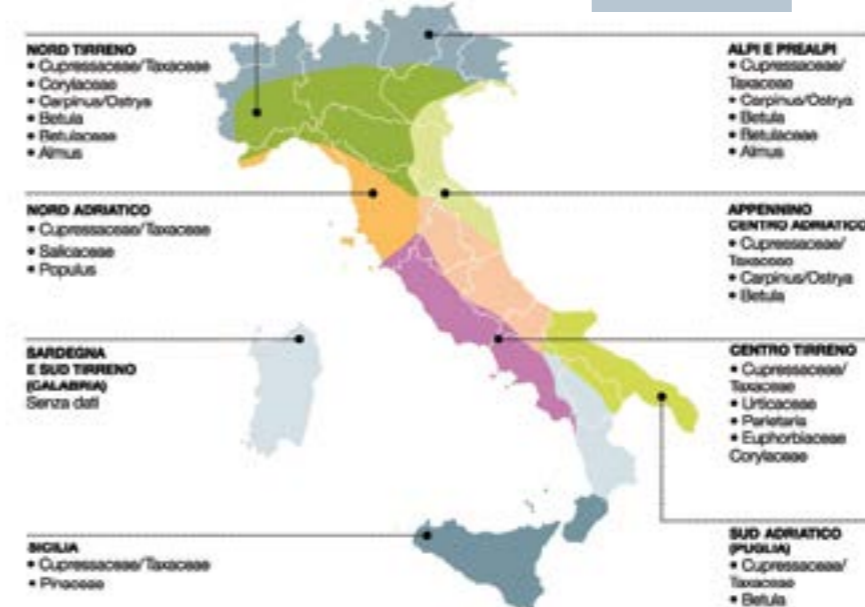 NORD TIRRENO
• Cupressaceae/Taxaceae
• Corylaceae
• Carpinus/Ostrya
• Betula
• Betulaceae
• Almus
ALPI E PREALPI
• Cupressaceae/
Taxaceae
• Carpinus/Ostrya
• Betula
• Betulaceae
• Almus
NORD ADRIATICO
• Cupressaceae/Taxaceae
• Salicaceae
• Populus
APPENNINO
CENTRO ADRIATICO
• Cupressaceae/
Taxaceae
• Carpinus/Ostrya
• Betula
SARDEGNA
E SUD TIRRENO
(CALABRIA)
Senza dati
CENTRO TIRRENO
• Cupressaceae/
Taxaceae
• Urticaceae
• Parietaria
• Euphorbiaceae
Corylaceae
SICILIA
• Cupressaceae/Taxaceae
• Pinaceae
SUD ADRIATICO
(PUGLIA)
• Cupressaceae/
Taxaceae
• Betula